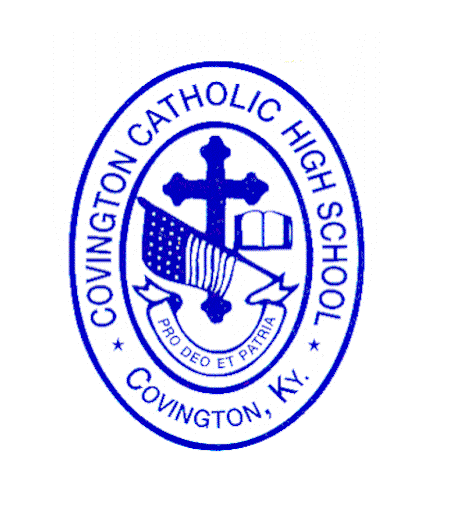 COVINGTON CATHOLIC HIGH SCHOOL
PRO DEO ET PATRIA
COVINGTON, KY.